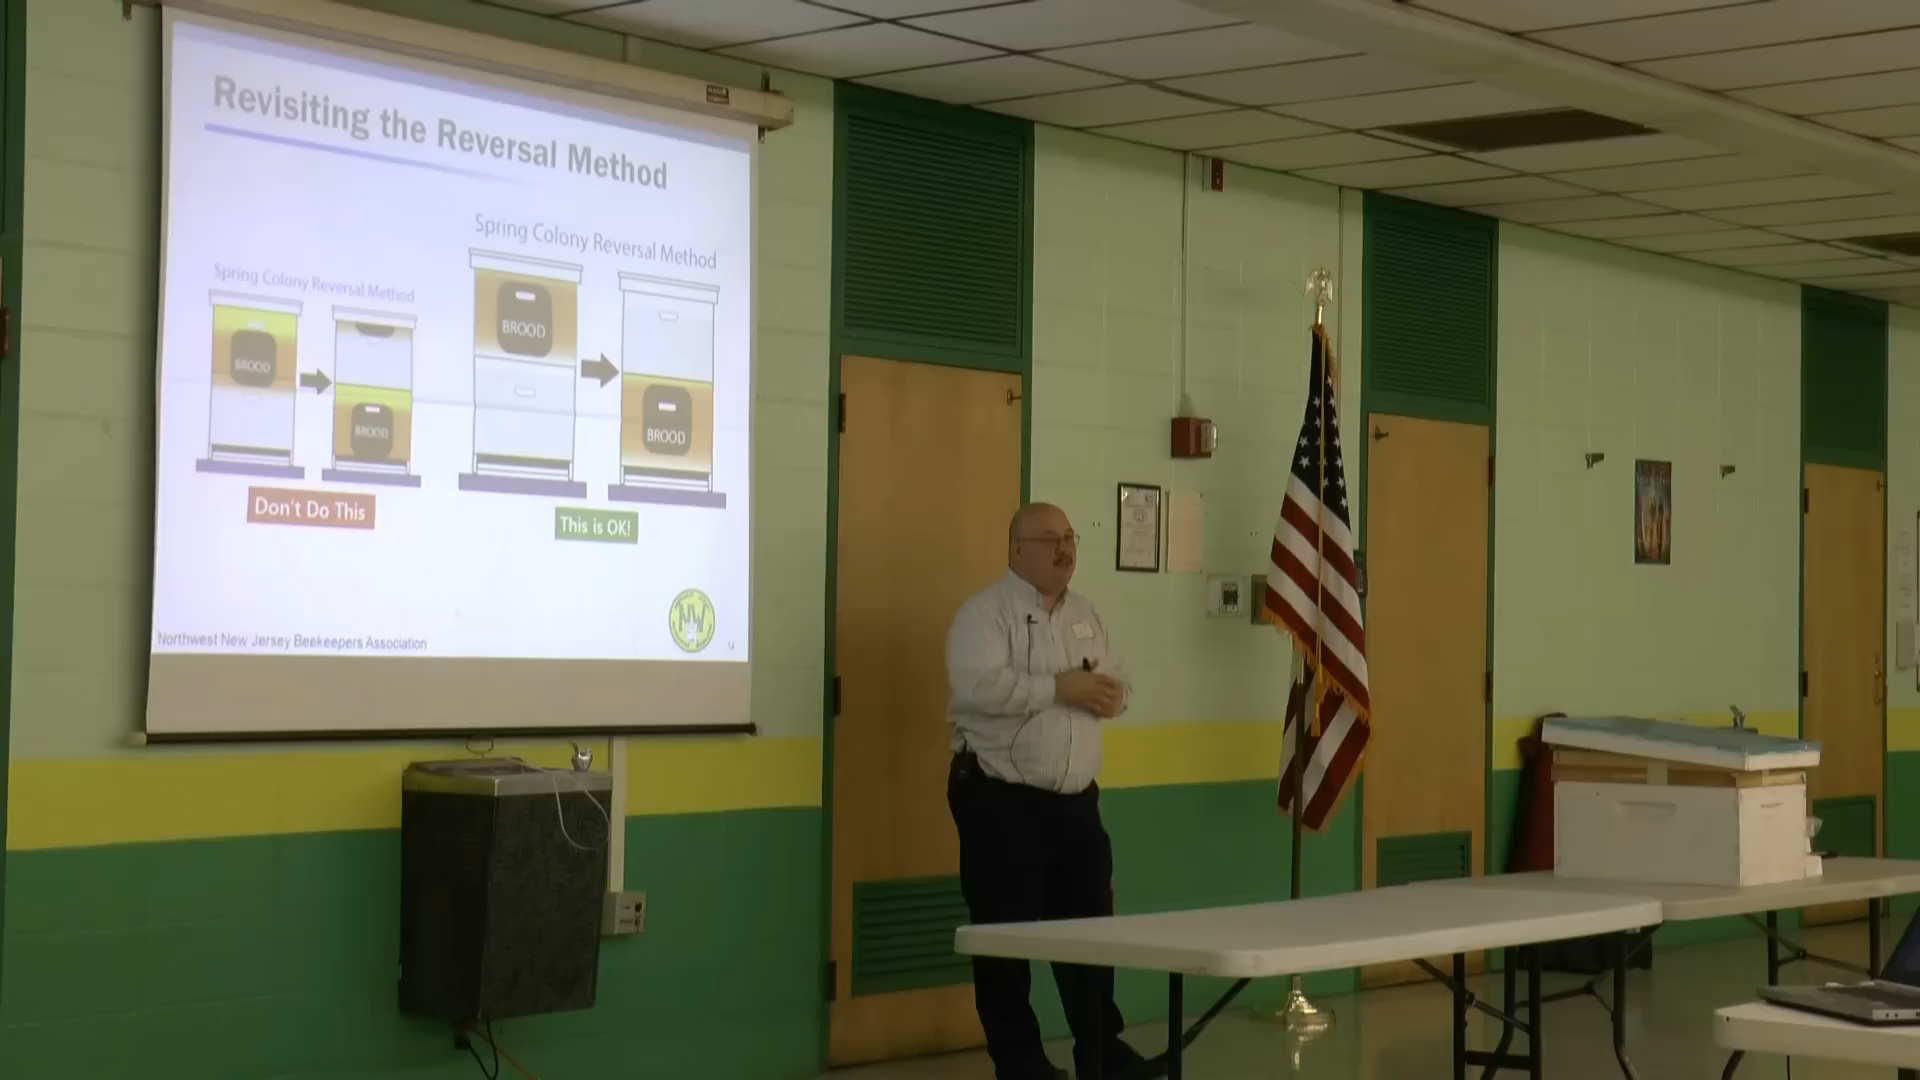 Revisiting the Reversal Method
Spring Colony Reversal Method
Spring Colony Reversal Method
BROOD
BROOD
BROOD
BROOD
Don't Do This
This is OK!
Northwest New Jersey Beekeepers Association
NW